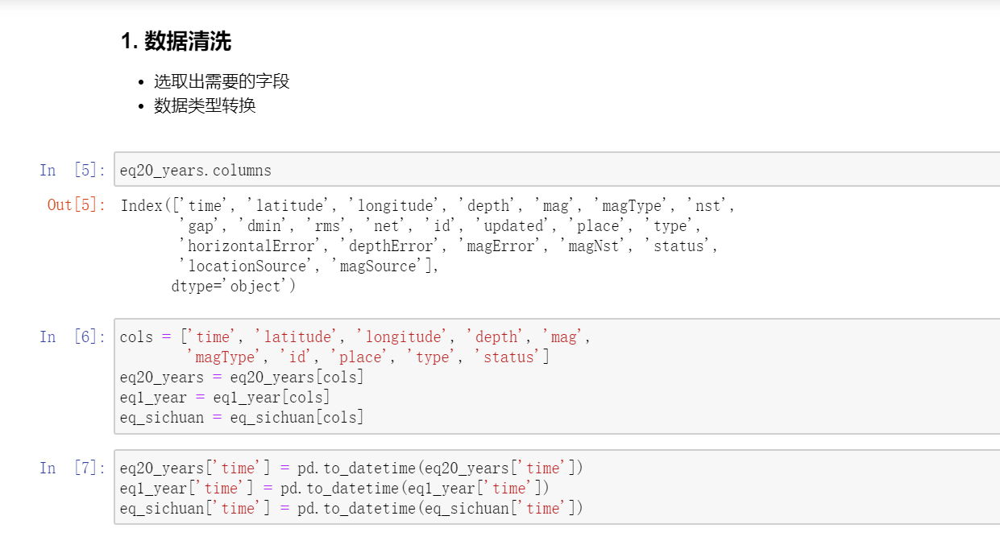 1. 数据清洗
• 选取出需要的字段
• 数据类型转换
In [5]: eq20_years.columns
Out[5]: Index(['time', 'latitude', 'longitude', 'depth', 'mag', 'magType', 'nst',
'gap', 'dmin', 'rms', 'net', 'id', 'updated', 'place', 'type',
'horizontalError', 'depthError', 'magError', 'magNst', 'status',
'locationSource', 'magSource'],
dtype='object')
In [6]: cols = ['time', 'latitude', 'longitude', 'depth', 'mag',
'magType', 'id', 'place', 'type', 'status']
eq20_years = eq20_years[cols]
eq1_year = eq1_year[cols]
eq_sichuan = eq_sichuan[cols]
In [7]: eq20_years['time'] = pd.to_datetime(eq20_years['time'])
eq1_year['time'] = pd.to_datetime(eq1_year['time'])
eq_sichuan['time'] = pd.to_datetime(eq_sichuan['time'])